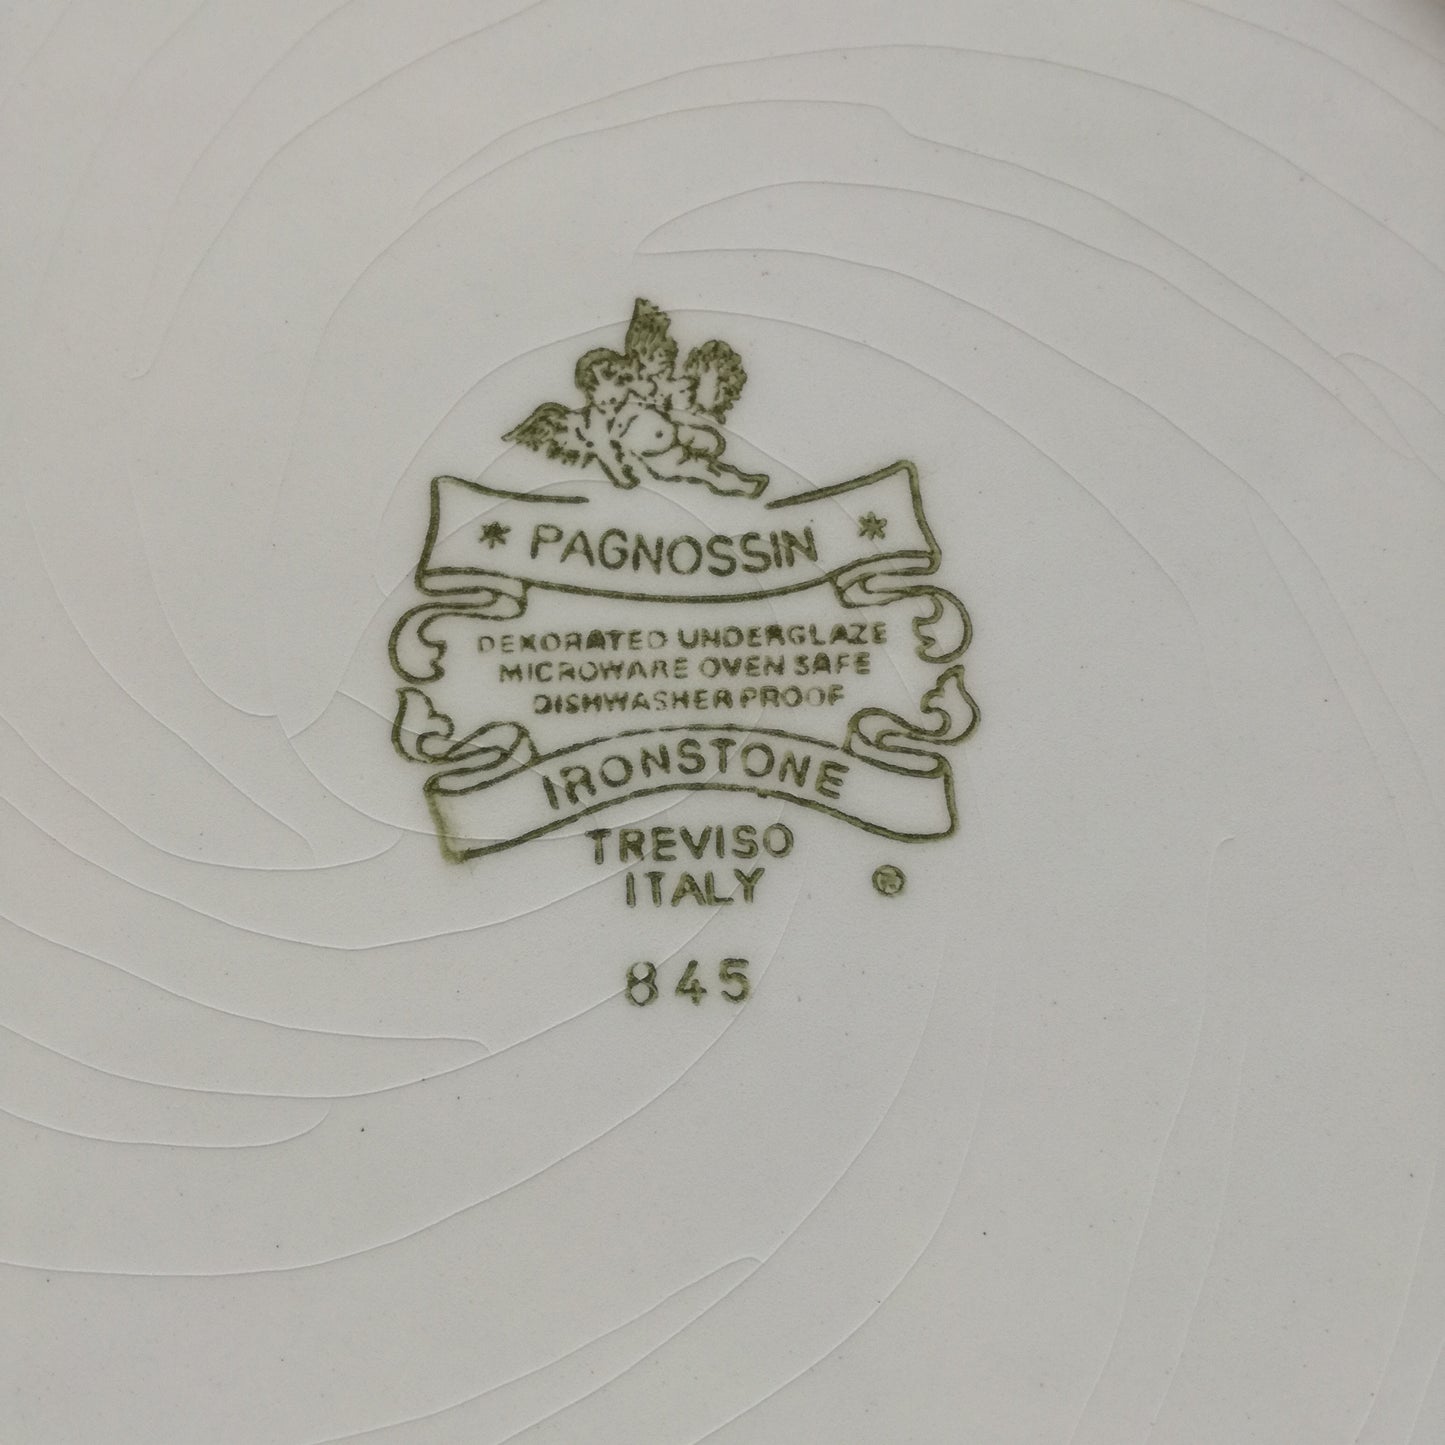 * PAGNOSSIN *
DEKORATED UNDERGLAZE
MICROWARE OVEN SAFE
DISHWASHER PROOF
IRONSTONE
TREVISO
ITALY
®
845